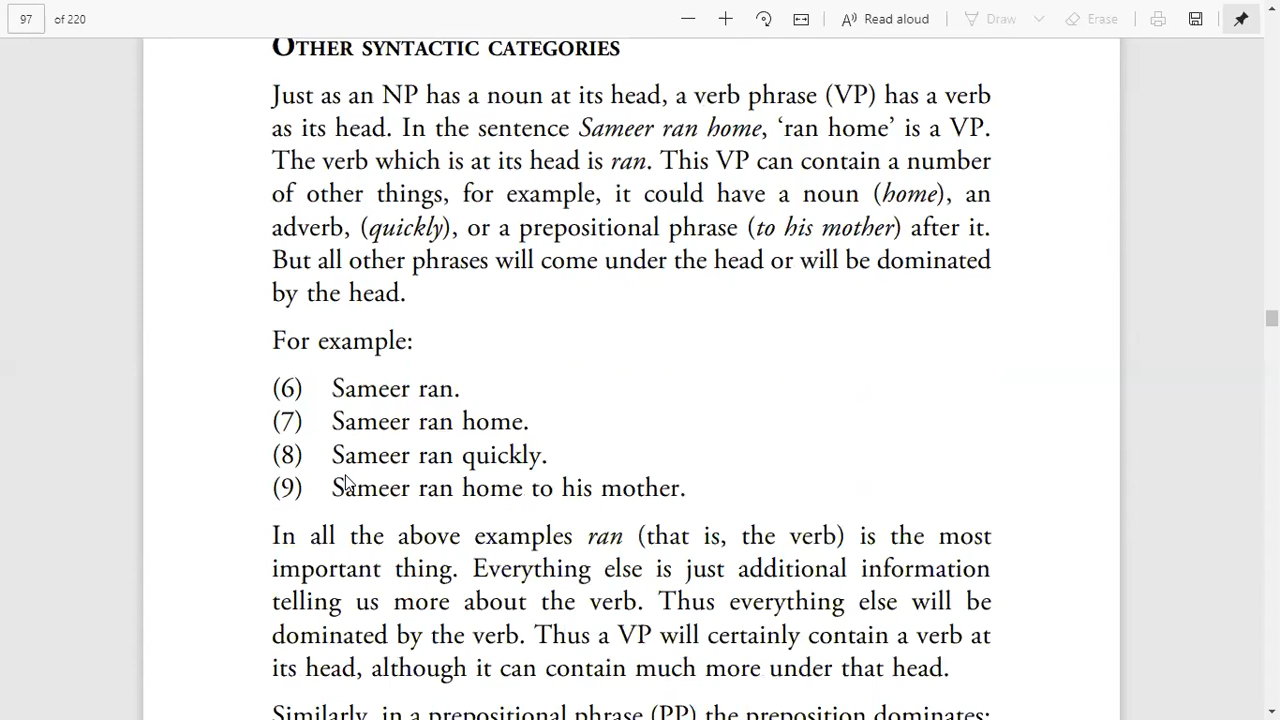 97 of 220 Read aloud Draw Erase
OTHER SYNTACTIC CATEGORIES
Just as an NP has a noun at its head, a verb phrase (VP) has a verb
as its head. In the sentence Sameer ran home, ‘ran home’ is a VP.
The verb which is at its head is ran. This VP can contain a number
of other things, for example, it could have a noun (home), an
adverb, (quickly), or a prepositional phrase (to his mother) after it.
But all other phrases will come under the head or will be dominated
by the head.
For example:
(6) Sameer ran.
(7) Sameer ran home.
(8) Sameer ran quickly.
(9) Sameer ran home to his mother.
In all the above examples ran (that is, the verb) is the most
important thing. Everything else is just additional information
telling us more about the verb. Thus everything else will be
dominated by the verb. Thus a VP will certainly contain a verb at
its head, although it can contain much more under that head.
Similarly, in a prepositional phrase (PP) the preposition dominates: